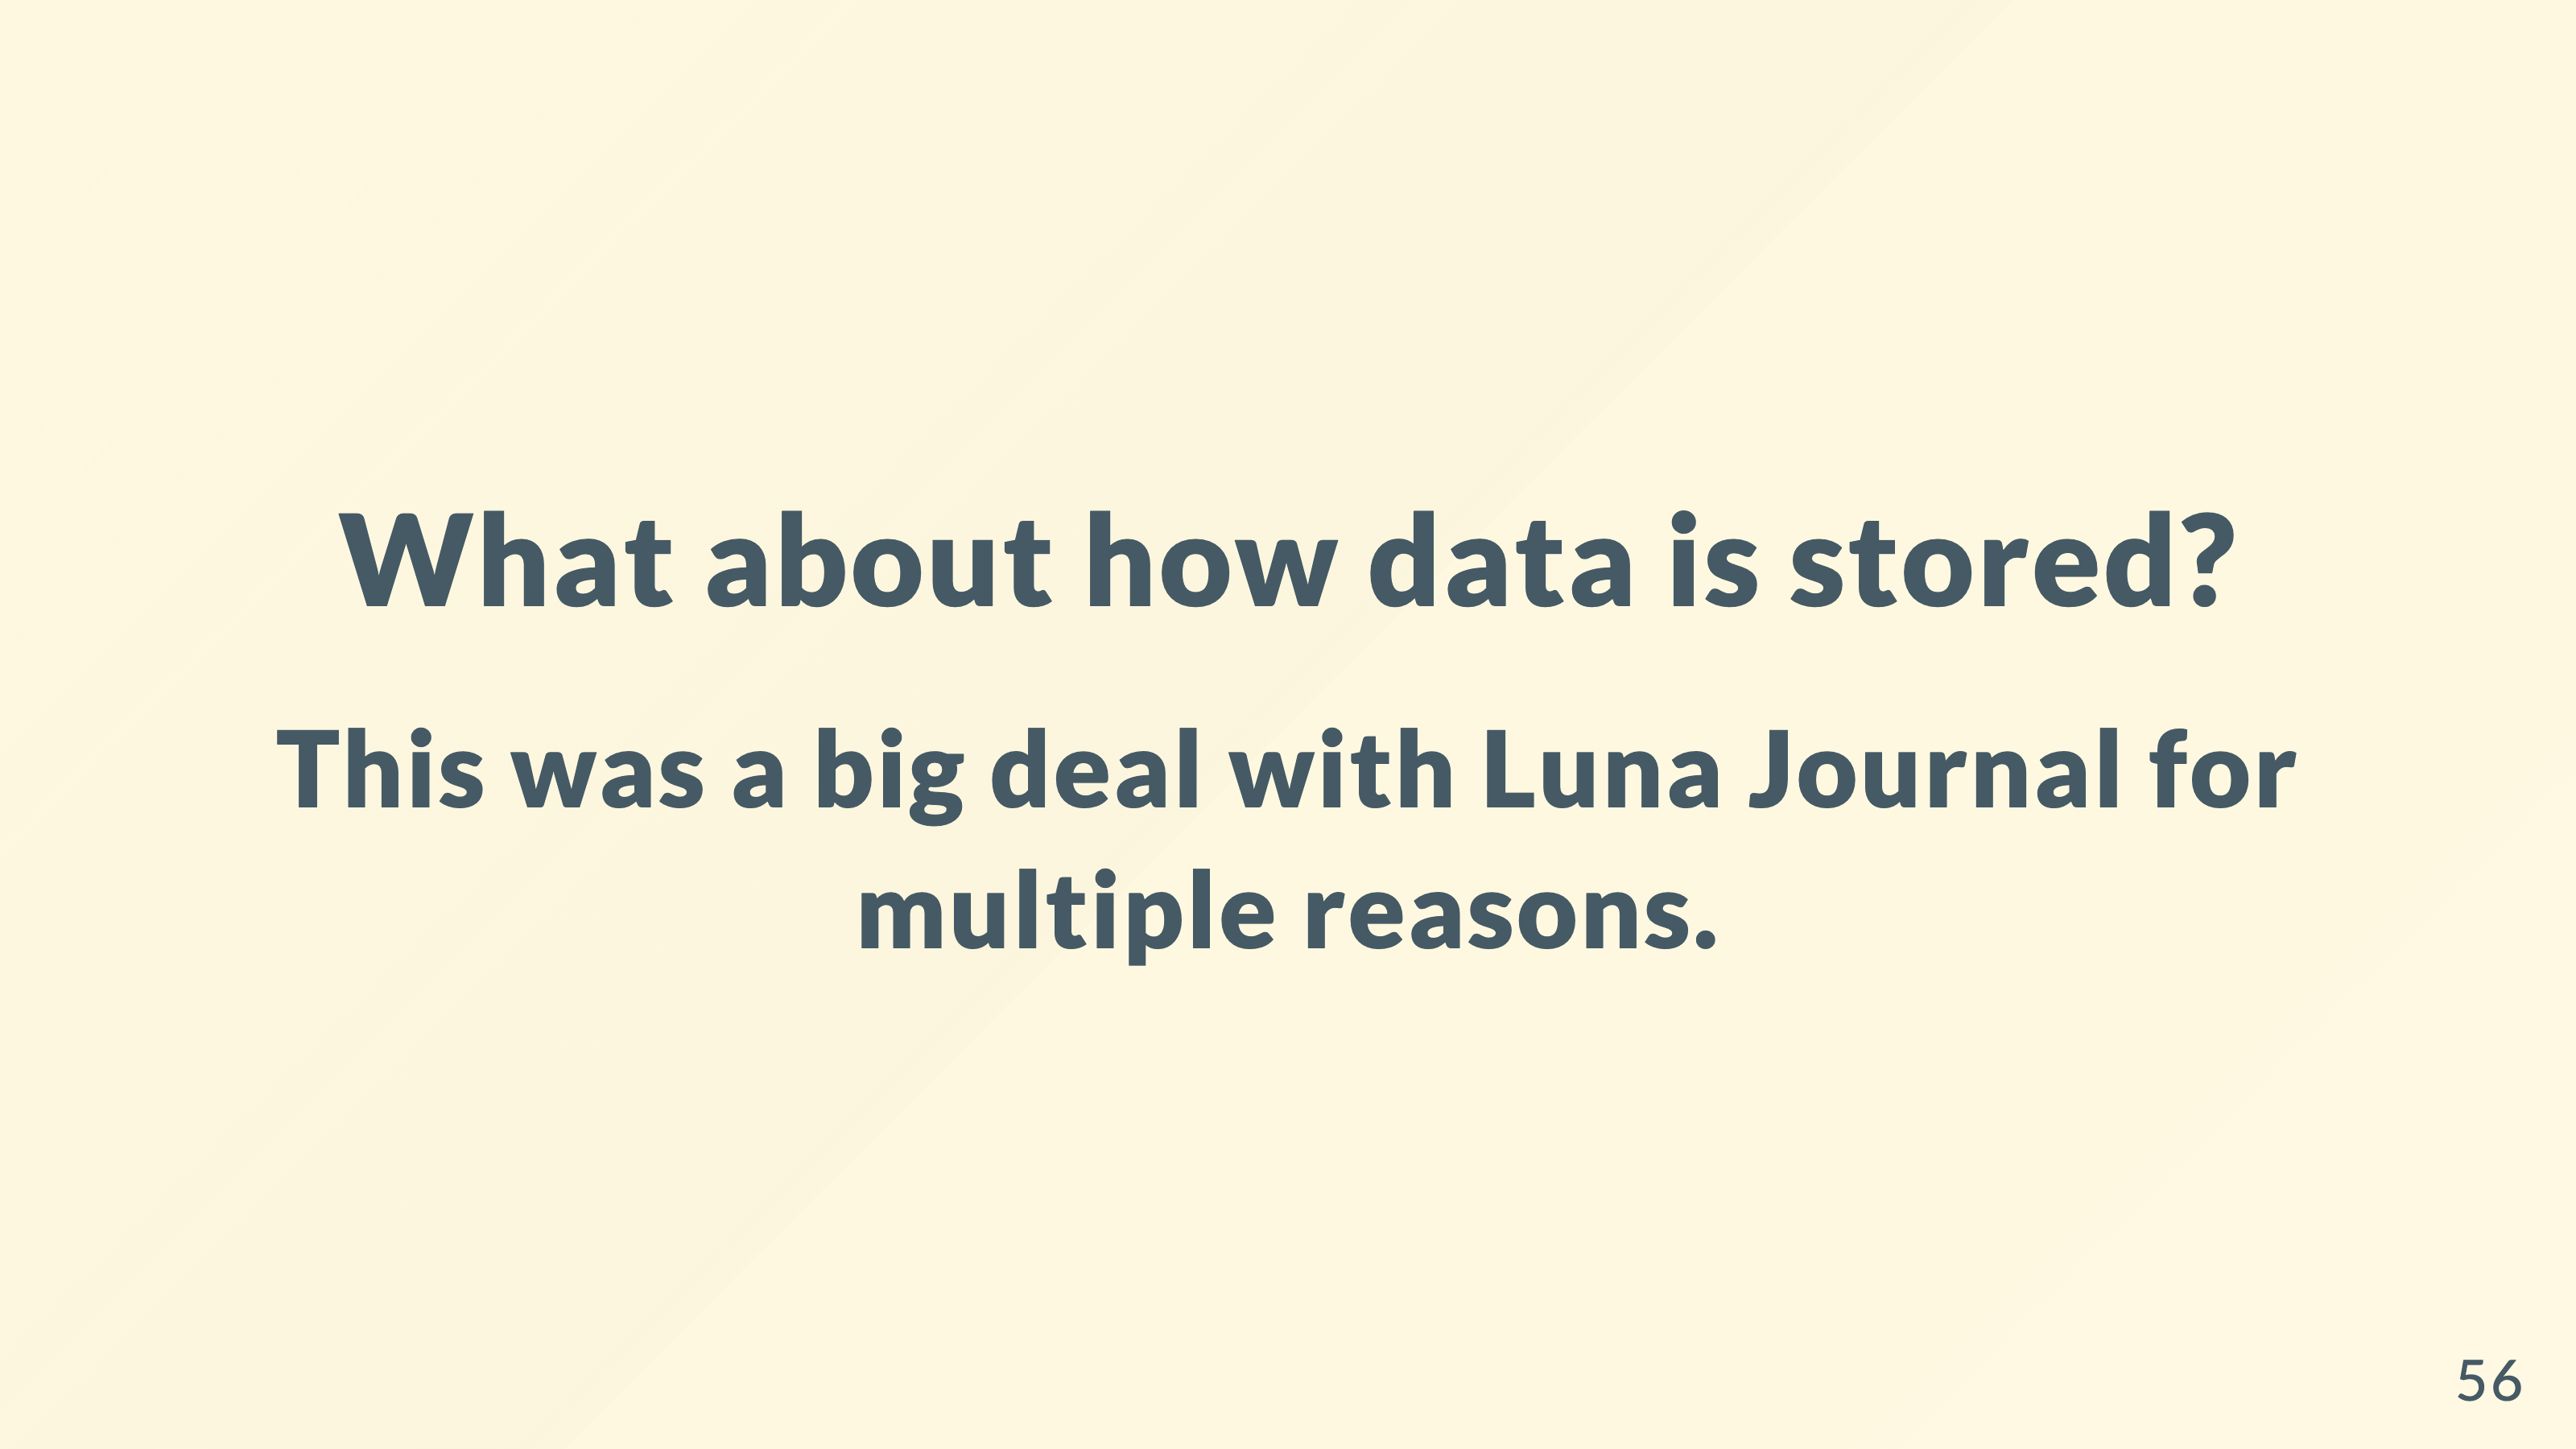 What about how data is stored?
This was a big deal with Luna Journal for
multiple reasons.
56